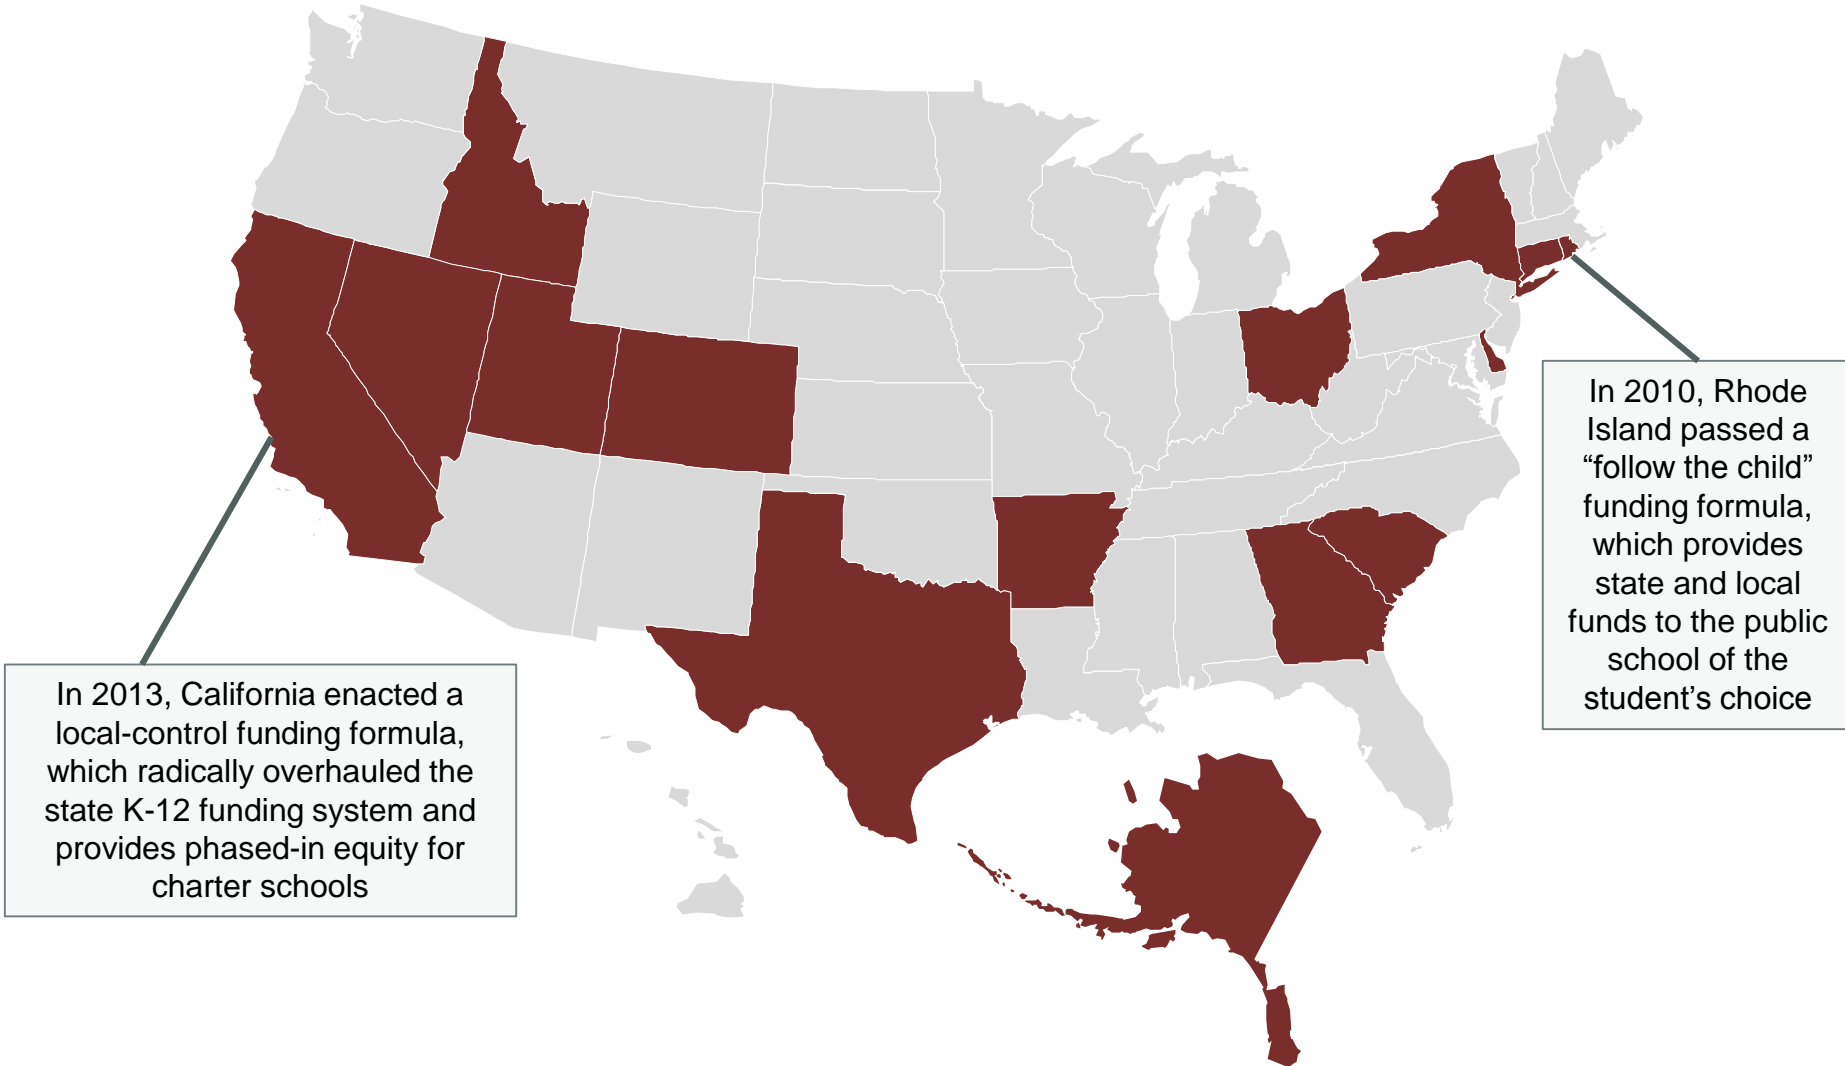 In 2013, California enacted a
local-control funding formula,
which radically overhauled the
state K-12 funding system and
provides phased-in equity for
charter schools
In 2010, Rhode
Island passed a
“follow the child”
funding formula,
which provides
state and local
funds to the public
school of the
student’s choice